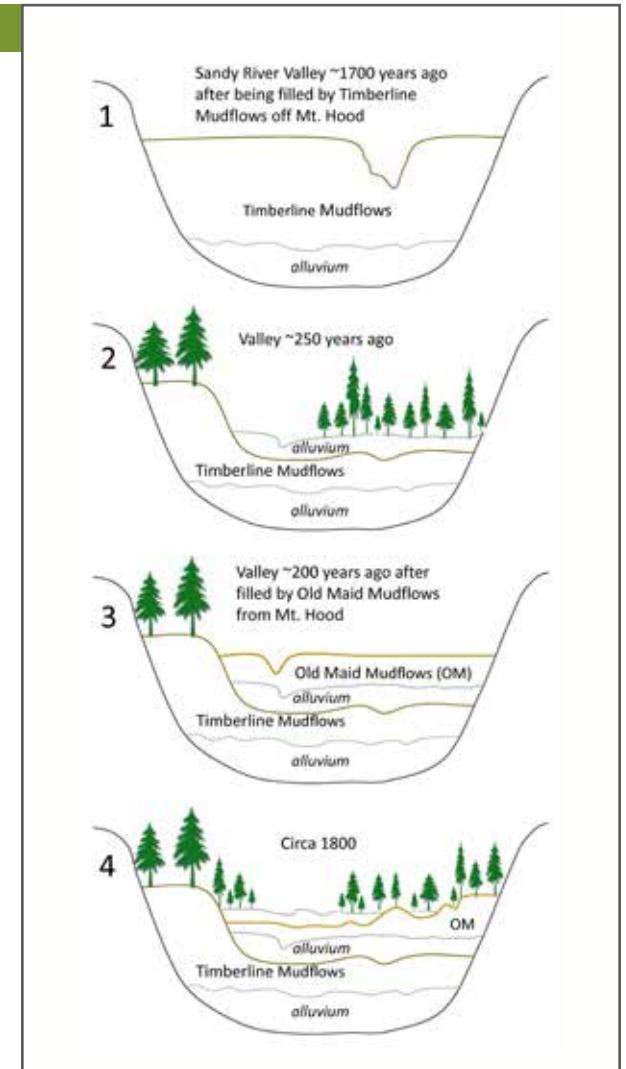 1
Sandy River Valley ~1700 years ago
after being filled by Timberline
Mudflows off Mt. Hood
Timberline Mudflows
alluvium
2
Valley ~250 years ago
alluvium
Timberline Mudflows
alluvium
3
Valley ~200 years ago after
filled by Old Maid Mudflows
from Mt. Hood
Old Maid Mudflows (OM)
alluvium
Timberline Mudflows
alluvium
4
Circa 1800
OM
alluvium
Timberline Mudflows
alluvium